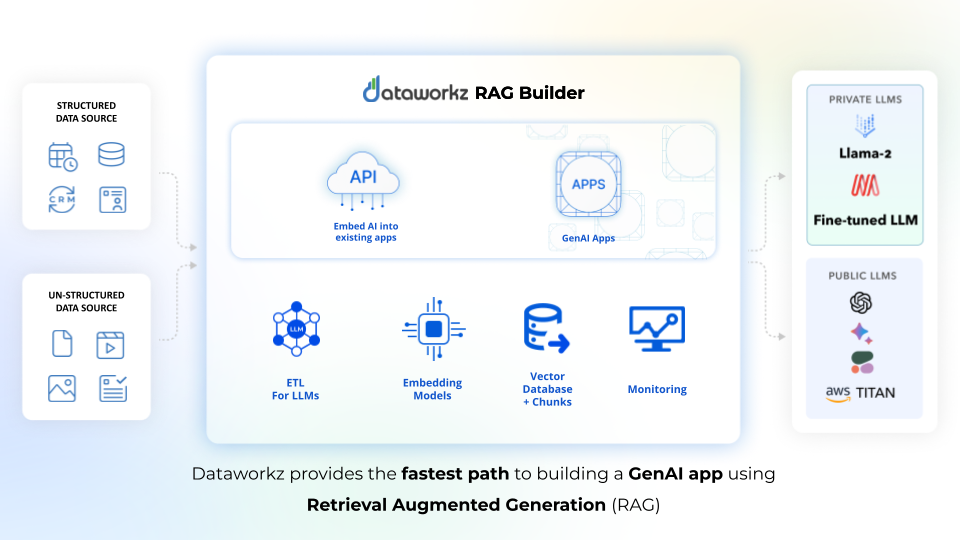 dataworkz RAG Builder
STRUCTURED
DATA SOURCE
CRM
UN-STRUCTURED
DATA SOURCE
API
Embed AI into
existing apps
APPS
GenAI Apps
LLM
ETL
For LLMs
Embedding
Models
Vector
Database
+ Chunks
Monitoring
PRIVATE LLMS
Llama-2
Fine-tuned LLM
PUBLIC LLMS
aws TITAN
Dataworkz provides the fastest path to building a GenAI app using
Retrieval Augmented Generation (RAG)